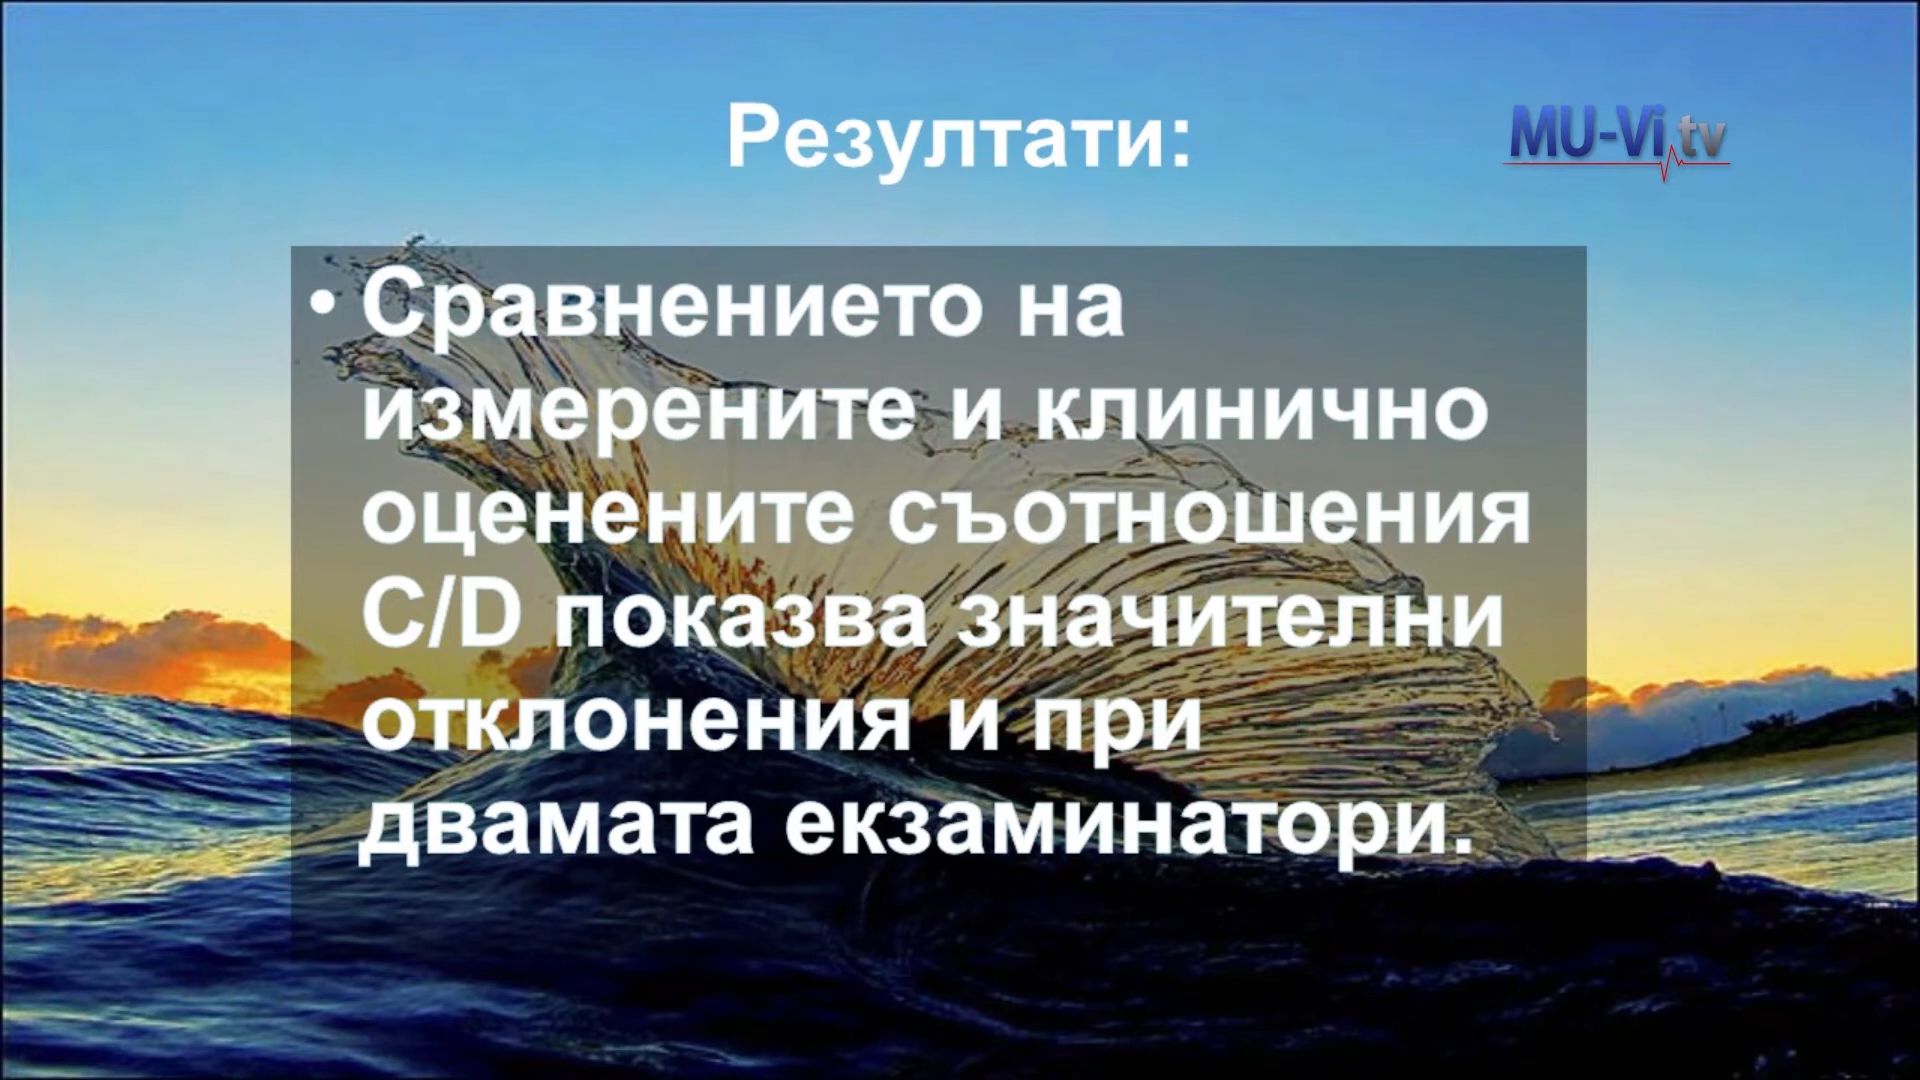 Резултати:
MU-Vi.tv
• Сравнението на
измерените и клинично
оценените съотношения
C/D показва значителни
отклонения и при
двамата екзаминатори.